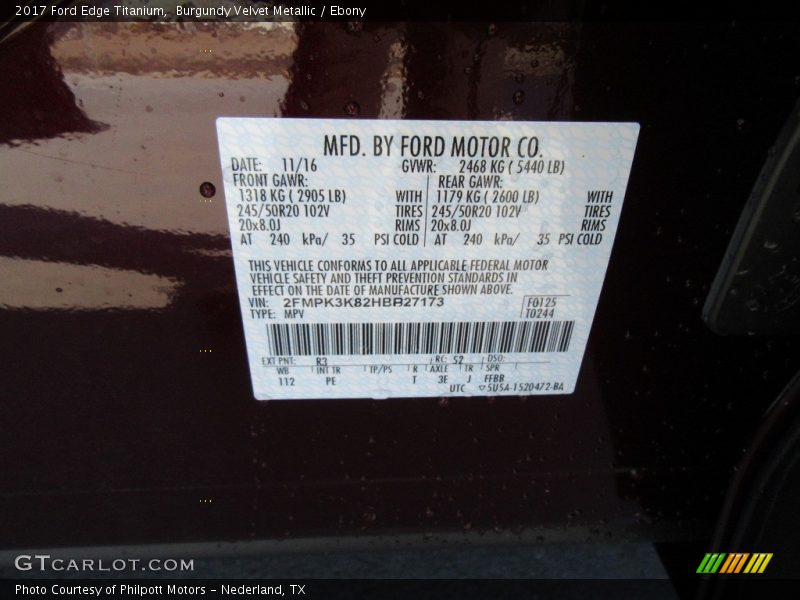 2017 Ford Edge Titanium, Burgundy Velvet Metallic / Ebony
MFD. BY FORD MOTOR CO.
DATE: 11/16 GVWR: 2468 KG ( 5440 LB)
FRONT GAWR: REAR GAWR:
1318 KG ( 2905 LB) WITH 1179 KG ( 2600 LB) WITH
245/50R20 102V TIRES 245/50R20 102V TIRES
20x8.0J RIMS 20x8.0J RIMS
AT 240 kPa/ 35 PSI COLD AT 240 kPa/ 35 PSI COLD
THIS VEHICLE CONFORMS TO ALL APPLICABLE FEDERAL MOTOR
VEHICLE SAFETY AND THEFT PREVENTION STANDARDS IN
EFFECT ON THE DATE OF MANUFACTURE SHOWN ABOVE.
VIN: 2FMPK3K82HBB27173 F0125
TYPE: MPV T0244
EXT PNT: R3 RC: 52 DSO:
WB INT TR TP/PS R AXLE TR SPR
112 PE T 3E J FFBB
UTC 5U5A-1520472-BA
GTCARLOT.COM
Photo Courtesy of Philpott Motors - Nederland, TX